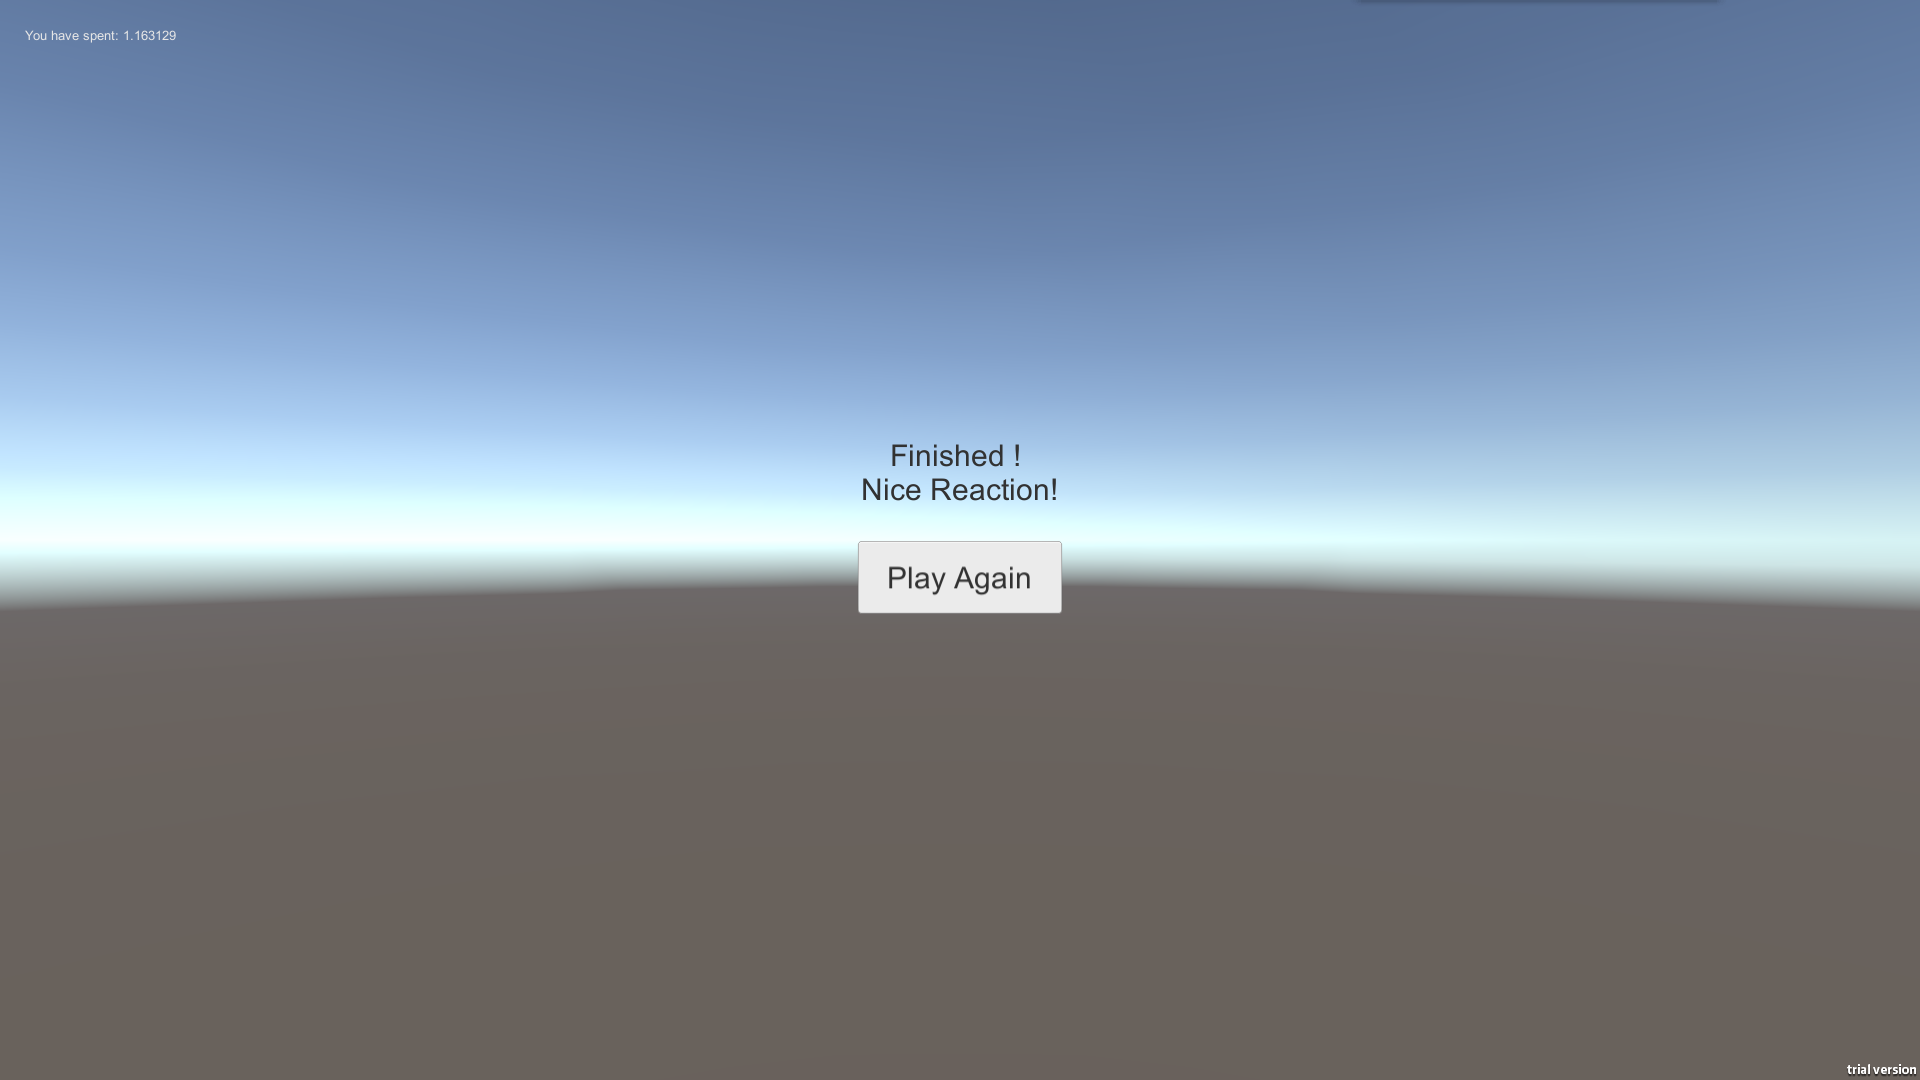 You have spent: 1.163129
Finished !
Nice Reaction!
Play Again
trial version